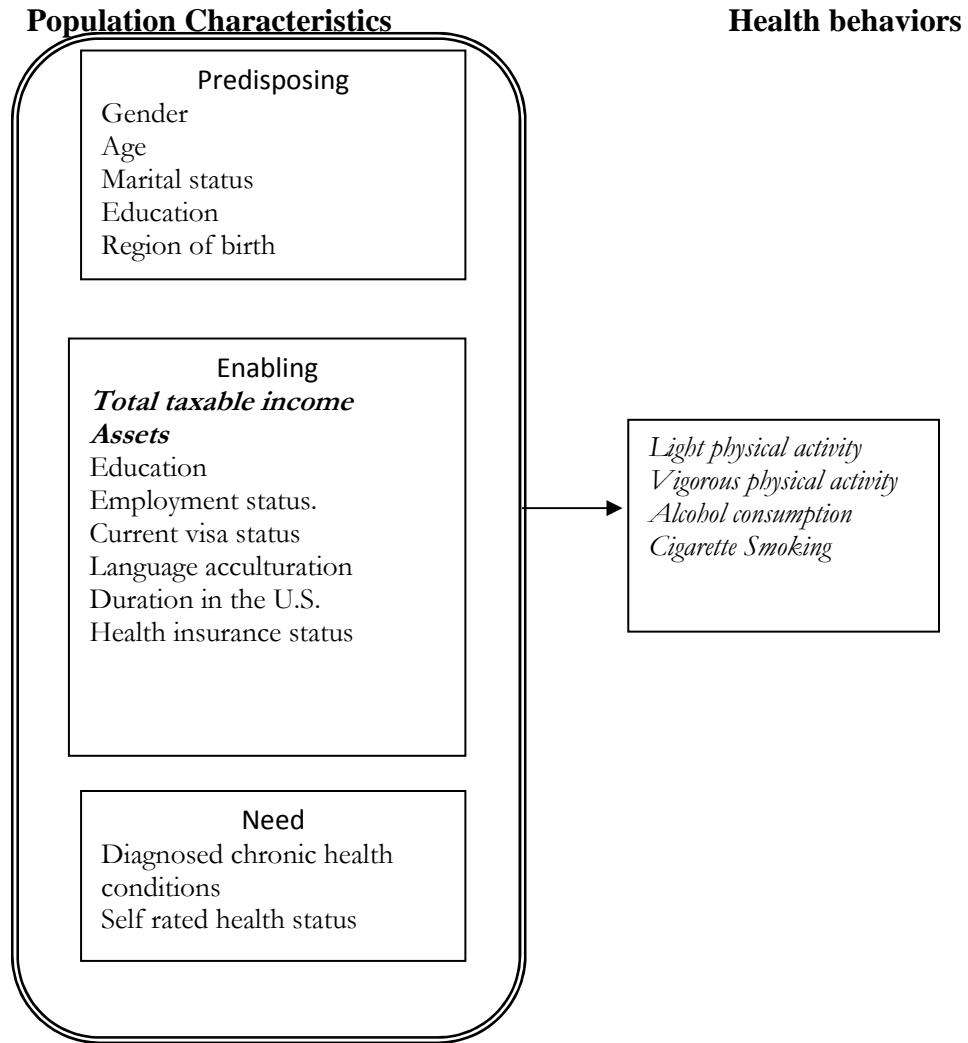 Population Characteristics
Health behaviors
Predisposing
Gender
Age
Marital status
Education
Region of birth
Enabling
Total taxable income
Assets
Education
Employment status.
Current visa status
Language acculturation
Duration in the U.S.
Health insurance status
Light physical activity
Vigorous physical activity
Alcohol consumption
Cigarette Smoking
Need
Diagnosed chronic health
conditions
Self rated health status